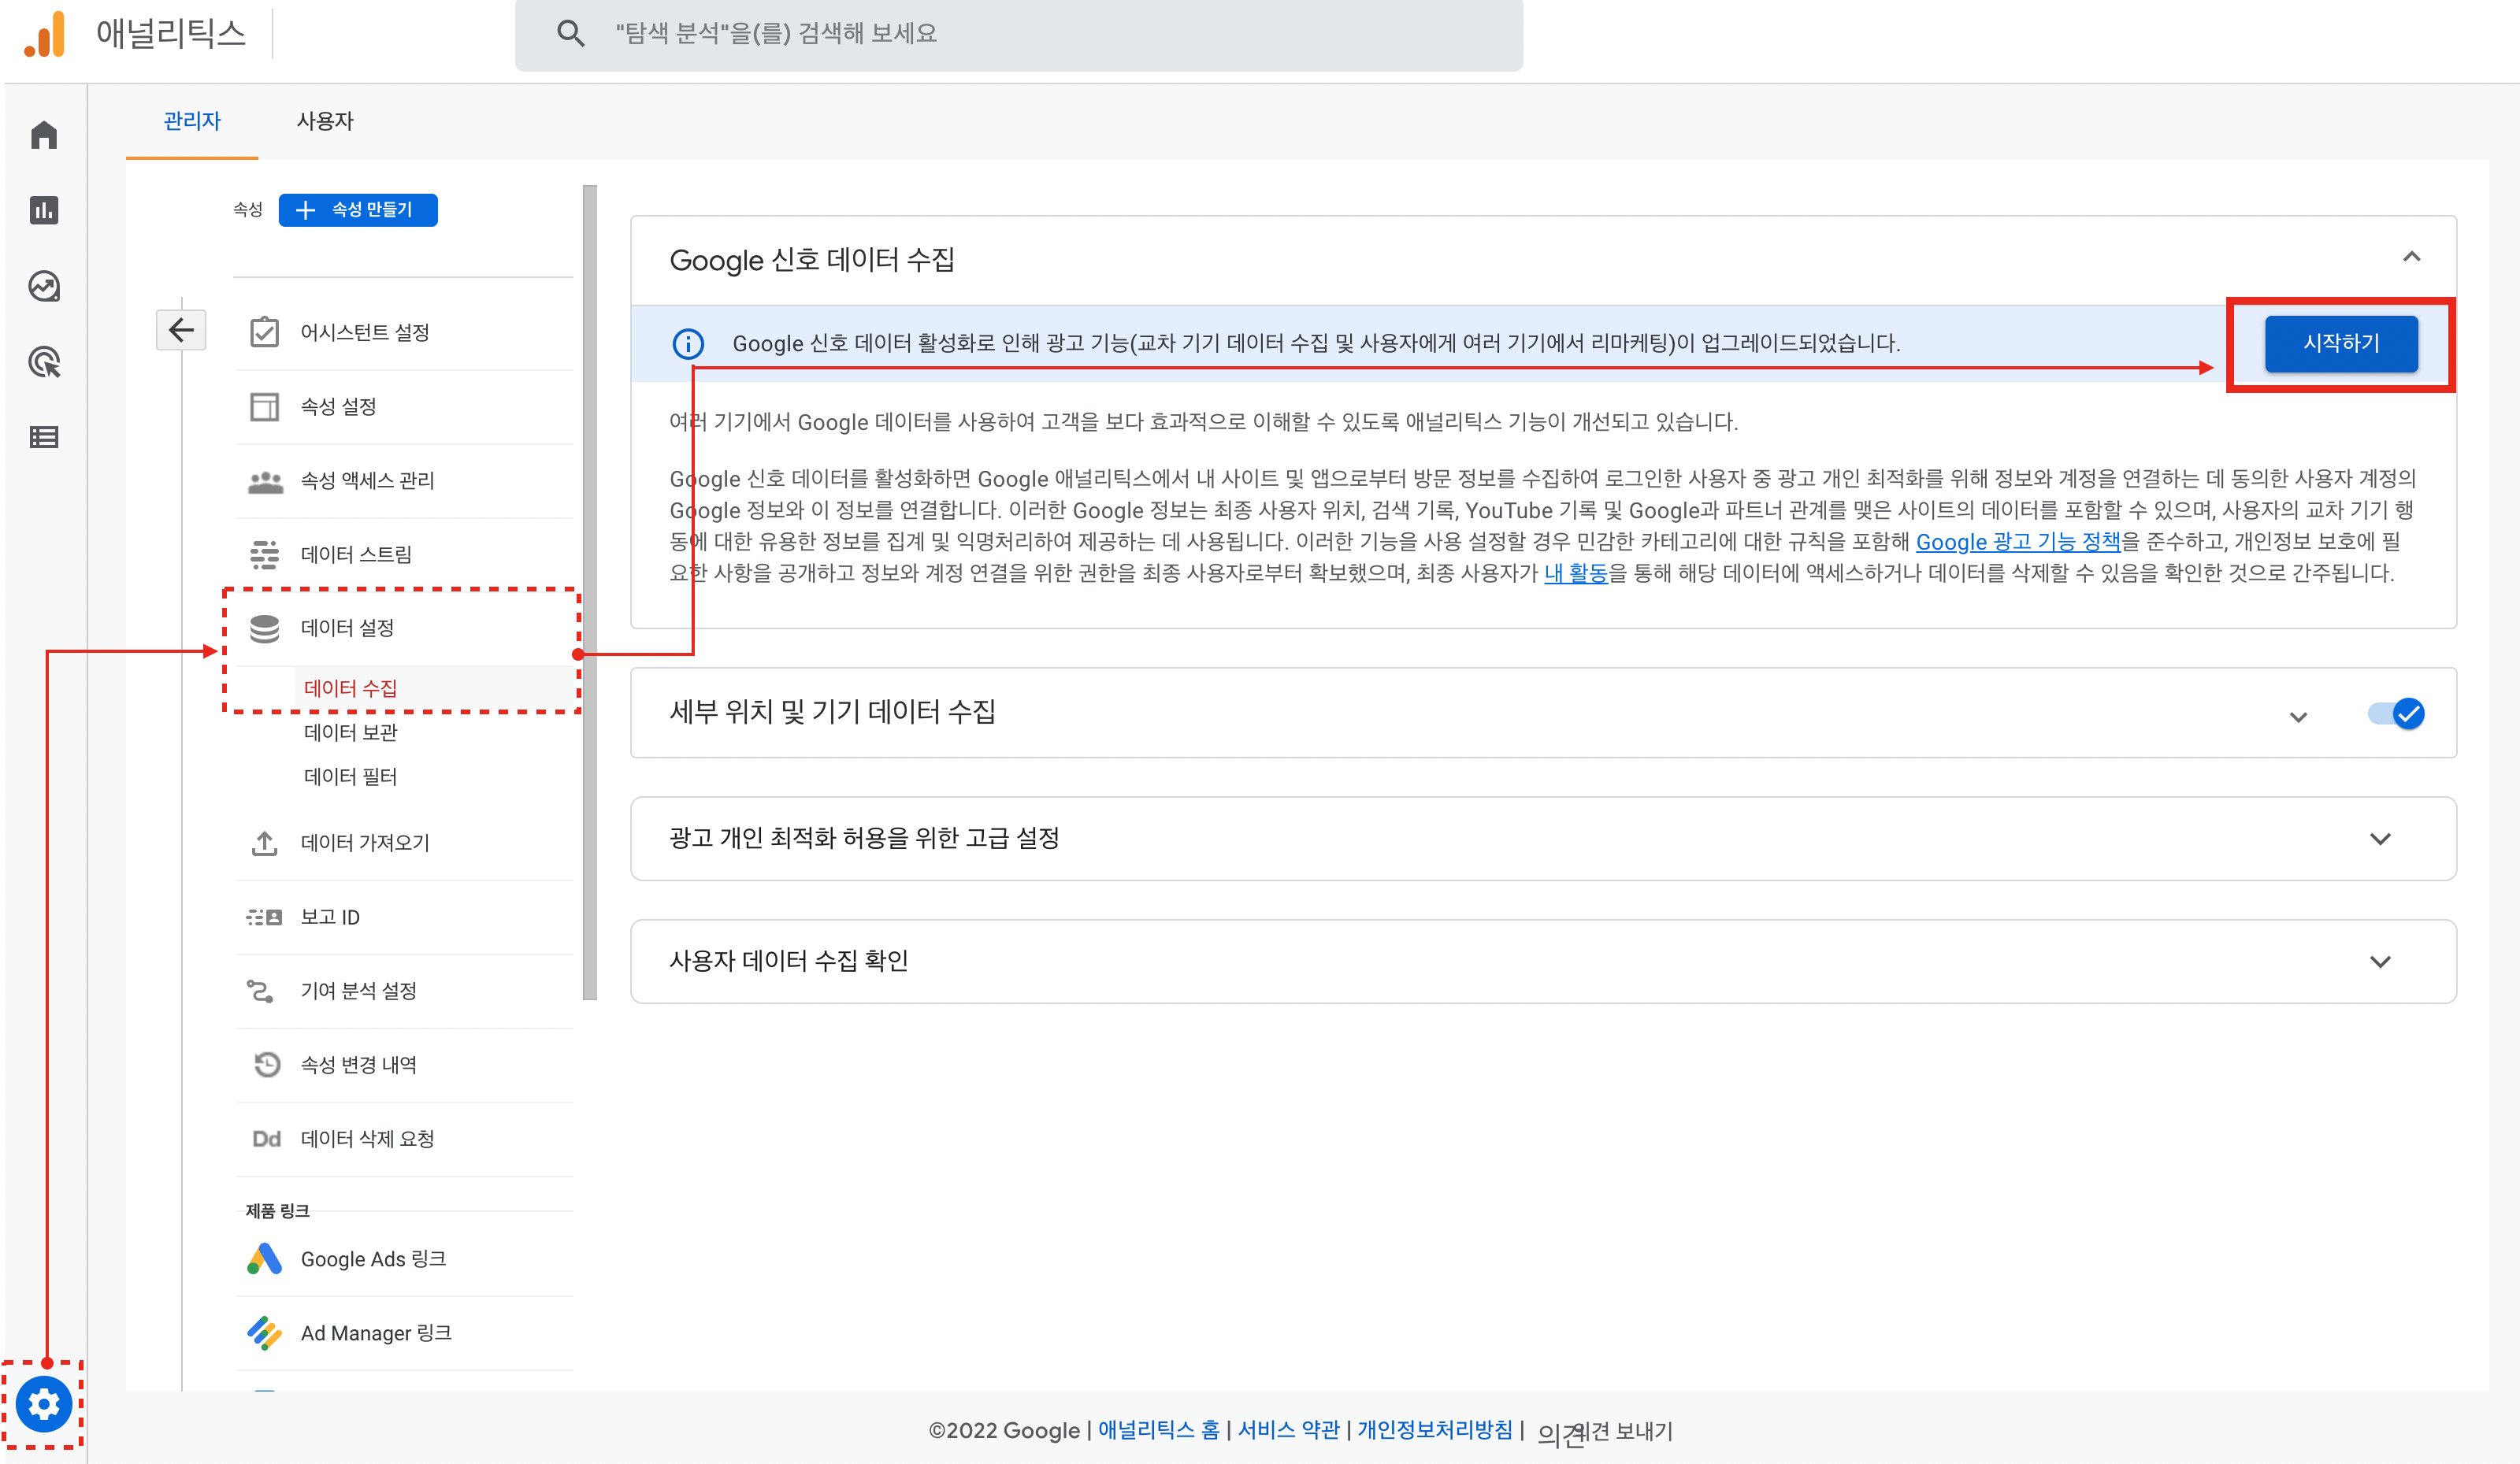 애널리틱스
"탐색 분석"을(를) 검색해 보세요
관리자
사용자
속성
속성 만들기
어시스턴트 설정
속성 설정
속성 액세스 관리
데이터 스트림
데이터 설정
데이터 수집
데이터 보관
데이터 필터
데이터 가져오기
보고 ID
기여 분석 설정
속성 변경 내역
Dd 데이터 삭제 요청
제품 링크
Google Ads 링크
Ad Manager 링크
Google 신호 데이터 수집
Google 신호 데이터 활성화로 인해 광고 기능(교차 기기 데이터 수집 및 사용자에게 여러 기기에서 리마케팅)이 업그레이드되었습니다.
시작하기
여러 기기에서 Google 데이터를 사용하여 고객을 보다 효과적으로 이해할 수 있도록 애널리틱스 기능이 개선되고 있습니다.
Google 신호 데이터를 활성화하면 Google 애널리틱스에서 내 사이트 및 앱으로부터 방문 정보를 수집하여 로그인한 사용자 중 광고 개인 최적화를 위해 정보와 계정을 연결하는 데 동의한 사용자 계정의
Google 정보와 이 정보를 연결합니다. 이러한 Google 정보는 최종 사용자 위치, 검색 기록, YouTube 기록 및 Google과 파트너 관계를 맺은 사이트의 데이터를 포함할 수 있으며, 사용자의 교차 기기 행
동에 대한 유용한 정보를 집계 및 익명처리하여 제공하는 데 사용됩니다. 이러한 기능을 사용 설정할 경우 민감한 카테고리에 대한 규칙을 포함해 Google 광고 기능 정책을 준수하고, 개인정보 보호에 필
요한 사항을 공개하고 정보와 계정 연결을 위한 권한을 최종 사용자로부터 확보했으며, 최종 사용자가 내 활동을 통해 해당 데이터에 액세스하거나 데이터를 삭제할 수 있음을 확인한 것으로 간주됩니다.
세부 위치 및 기기 데이터 수집
광고 개인 최적화 허용을 위한 고급 설정
사용자 데이터 수집 확인
©2022 Google | 애널리틱스 홈 | 서비스 약관 | 개인정보처리방침 | 의견 의견 보내기